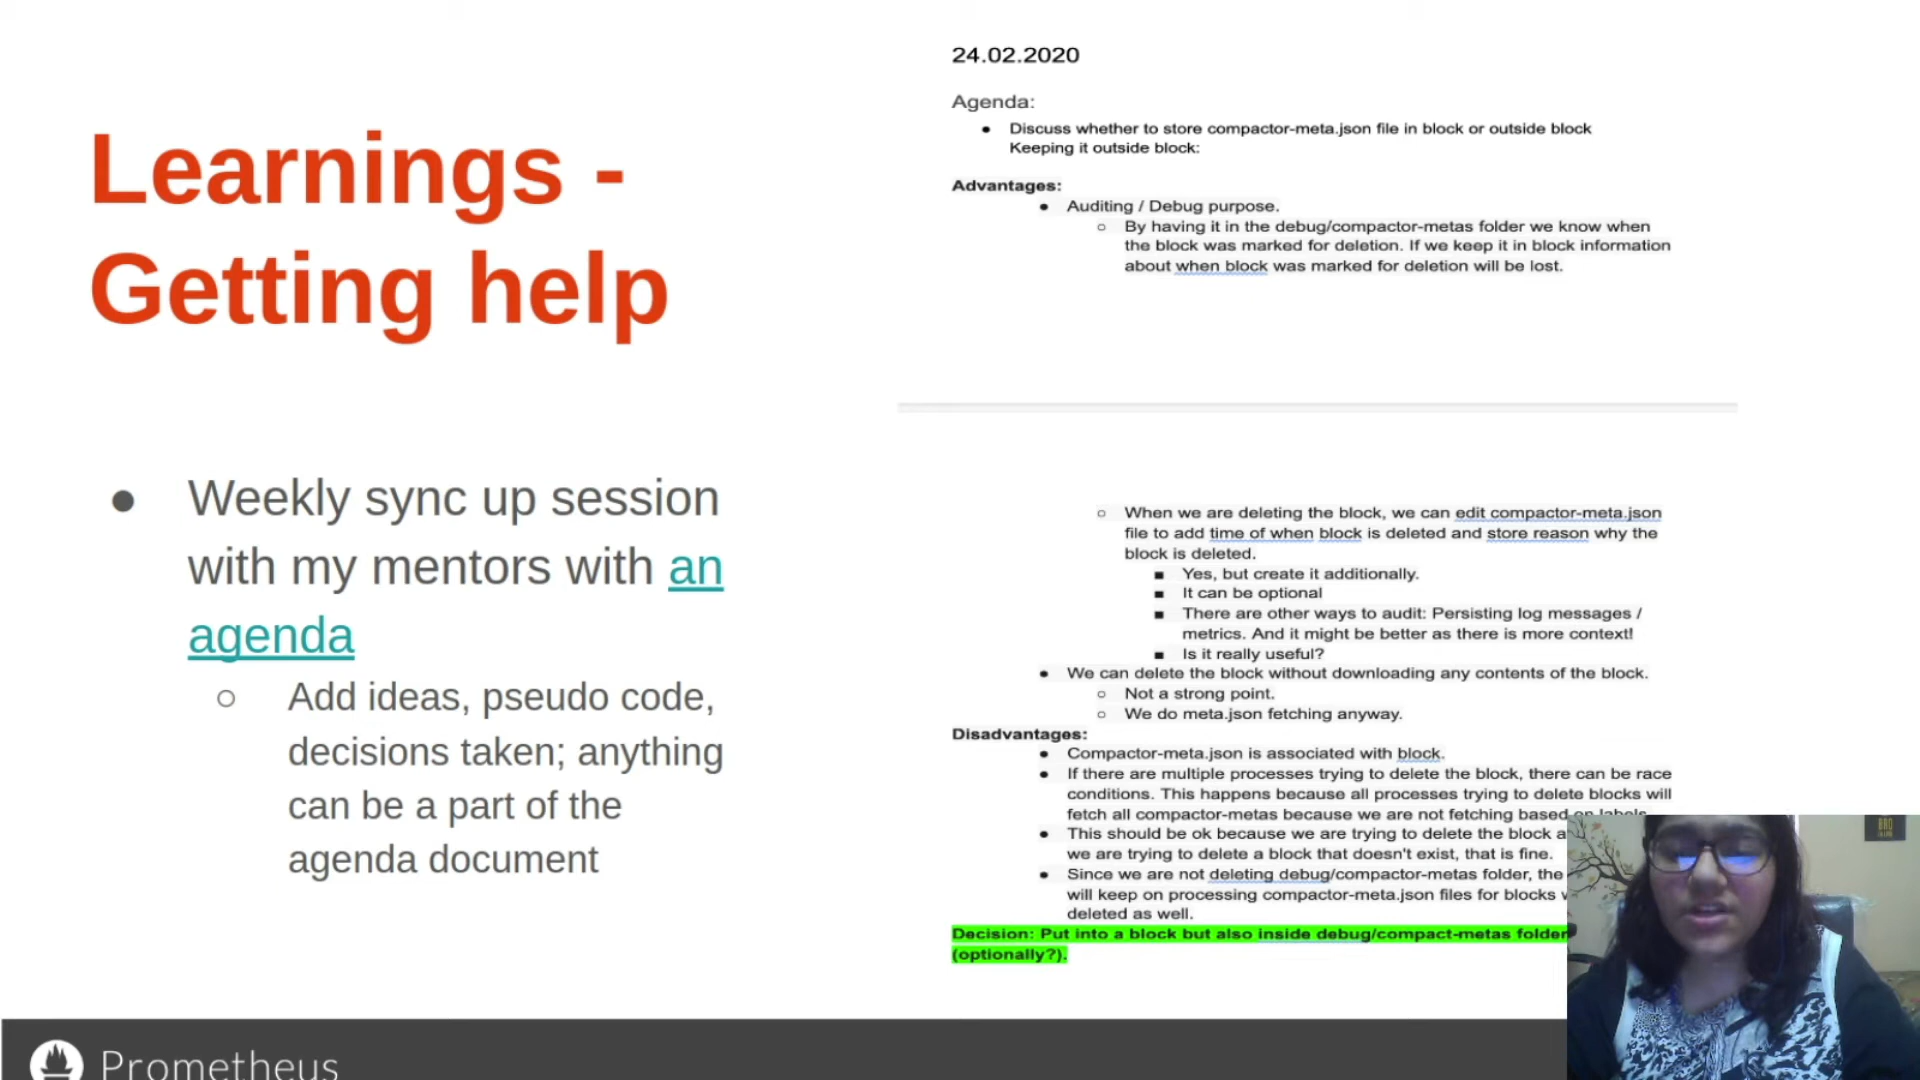 Learnings -
Getting help
● Weekly sync up session
with my mentors with an
agenda
○ Add ideas, pseudo code,
decisions taken; anything
can be a part of the
agenda document
24.02.2020
Agenda:
● Discuss whether to store compactor-meta.json file in block or outside block
Keeping it outside block:
Advantages:
● Auditing / Debug purpose.
○ By having it in the debug/compactor-metas folder we know when
the block was marked for deletion. If we keep it in block information
about when block was marked for deletion will be lost.
○ When we are deleting the block, we can edit compactor-meta.json
file to add time of when block is deleted and store reason why the
block is deleted.
■ Yes, but create it additionally.
■ It can be optional
■ There are other ways to audit: Persisting log messages /
metrics. And it might be better as there is more context!
■ Is it really useful?
● We can delete the block without downloading any contents of the block.
○ Not a strong point.
○ We do meta.json fetching anyway.
Disadvantages:
● Compactor-meta.json is associated with block.
● If there are multiple processes trying to delete the block, there can be race
conditions. This happens because all processes trying to delete blocks will
fetch all compactor-metas because we are not fetching based on labels
● This should be ok because we are trying to delete the block a
we are trying to delete a block that doesn't exist, that is fine.
● Since we are not deleting debug/compactor-metas folder, the
will keep on processing compactor-meta.json files for blocks
deleted as well.
Decision: Put into a block but also inside debug/compact-metas folder
(optionally?).
Prometheus